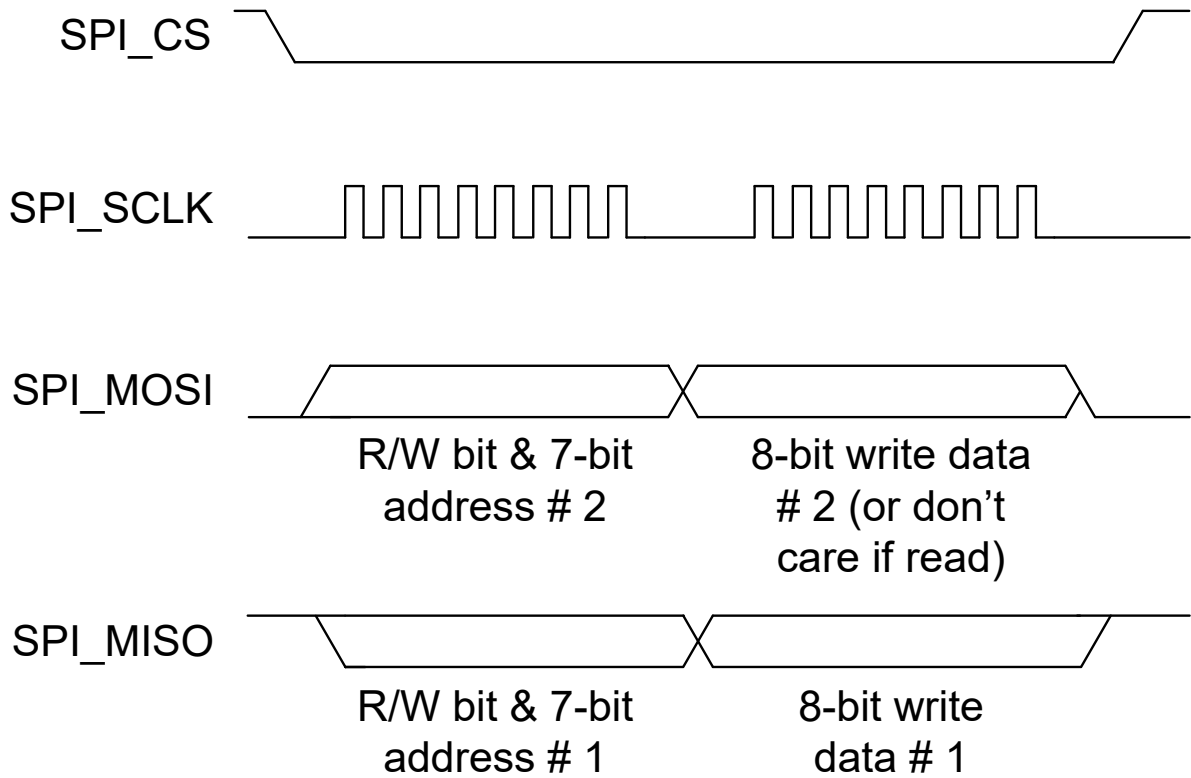 SPI_CS
SPI_SCLK
SPI_MOSI
R/W bit & 7-bit
address # 2
8-bit write data
# 2 (or don’t
care if read)
SPI_MISO
R/W bit & 7-bit
address # 1
8-bit write
data # 1